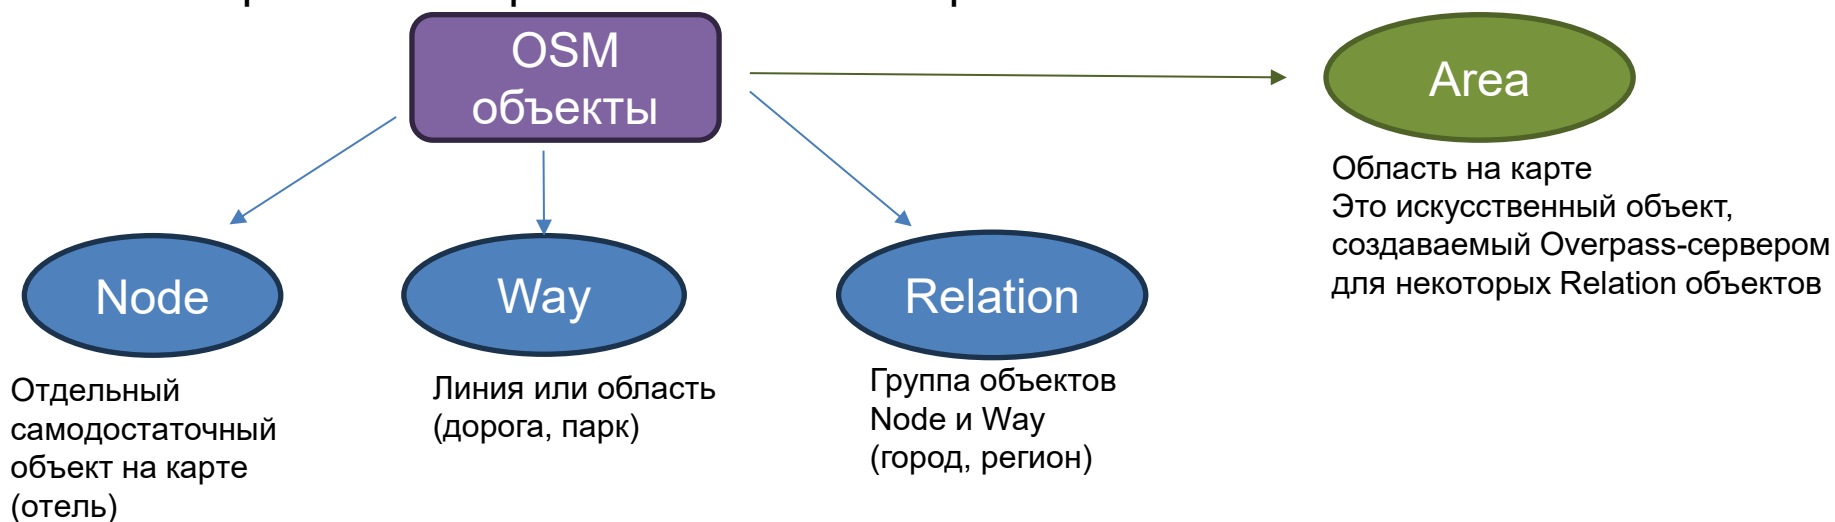 OSM
объекты
Area
Область на карте
Это искусственный объект,
создаваемый Overpass-сервером
для некоторых Relation объектов
Node
Way
Relation
Отдельный
самодостаточный
объект на карте
(отель)
Линия или область
(дорога, парк)
Группа объектов
Node и Way
(город, регион)